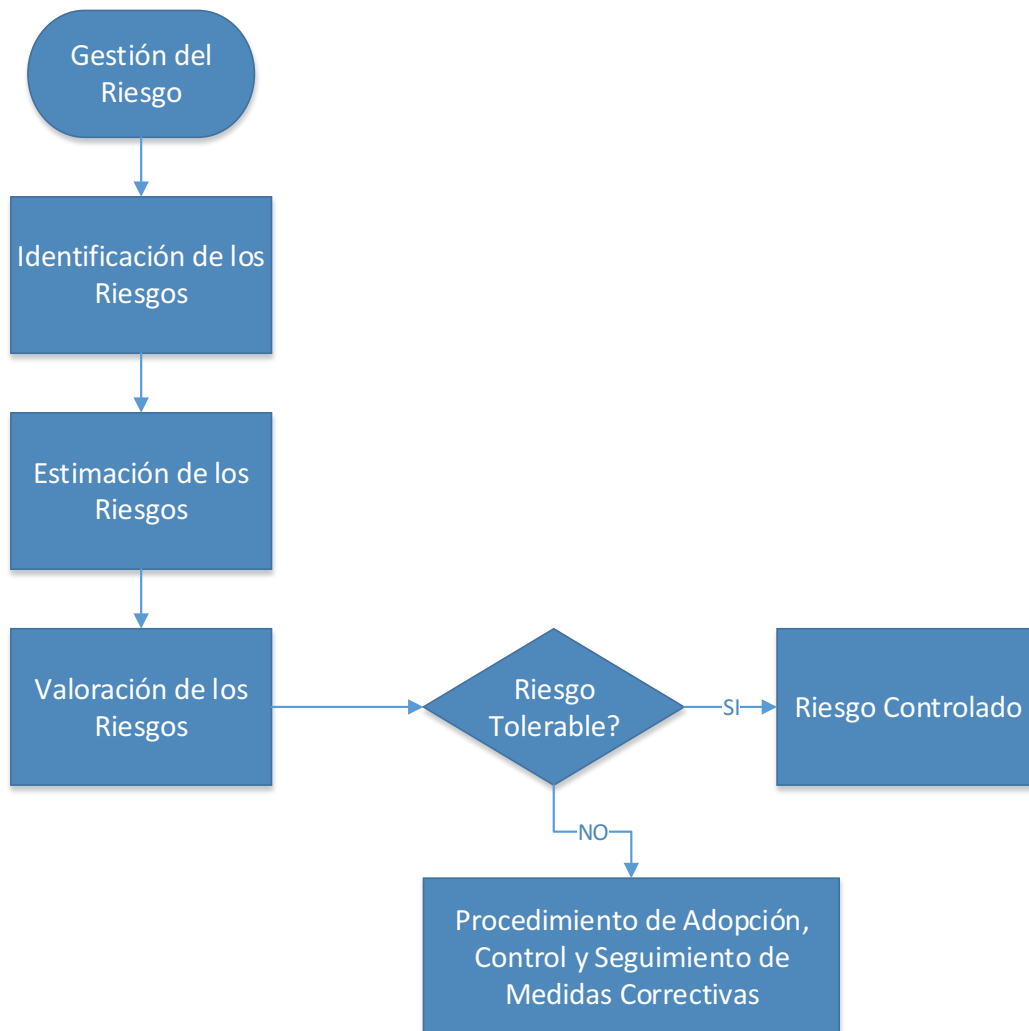 Gestión del
Riesgo
Identificación de los
Riesgos
Estimación de los
Riesgos
Valoración de los
Riesgos
Riesgo
Tolerable?
SI
Riesgo Controlado
NO
Procedimiento de Adopción,
Control y Seguimiento de
Medidas Correctivas